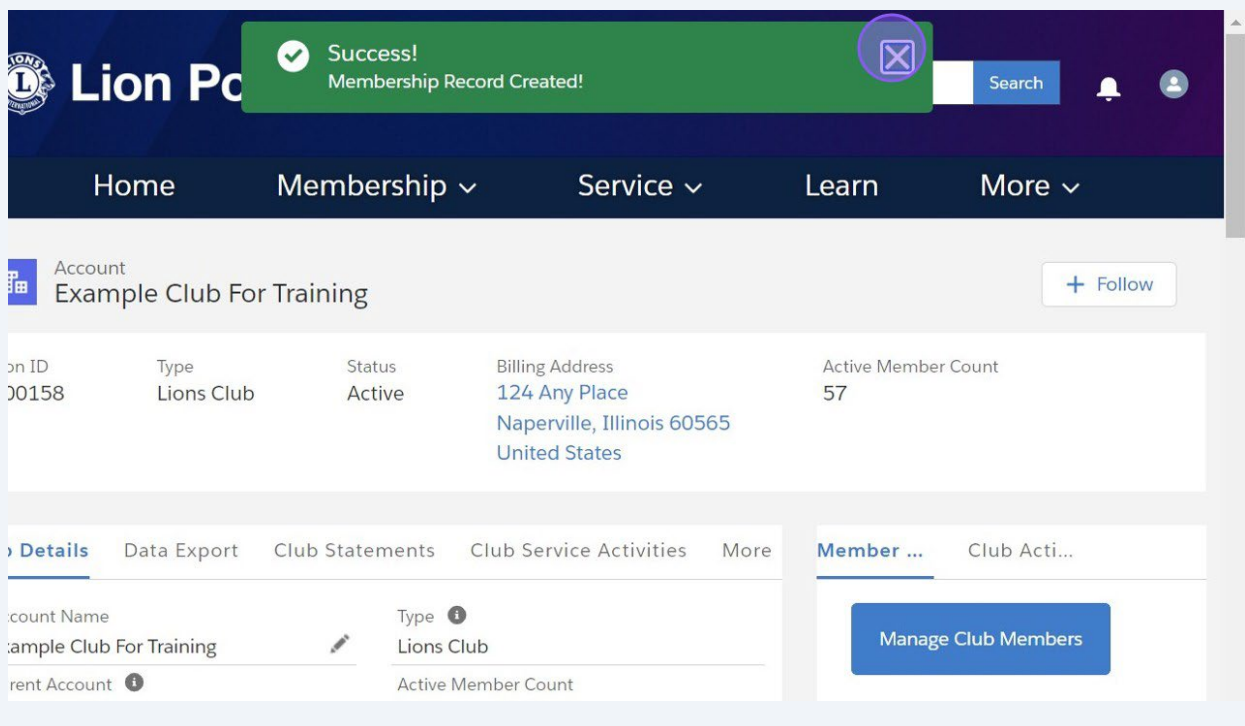 Success!
Membership Record Created!
LIONS
L
INTERNATIONAL
Lion Po
Search
Home Membership Service Learn More
Account
Example Club For Training
+ Follow
on ID Type Status Billing Address Active Member Count
00158 Lions Club Active 124 Any Place 57
Naperville, Illinois 60565
United States
Details Data Export Club Statements Club Service Activities More
Member ... Club Acti...
count Name Type
ample Club For Training Lions Club
Manage Club Members
rent Account Active Member Count